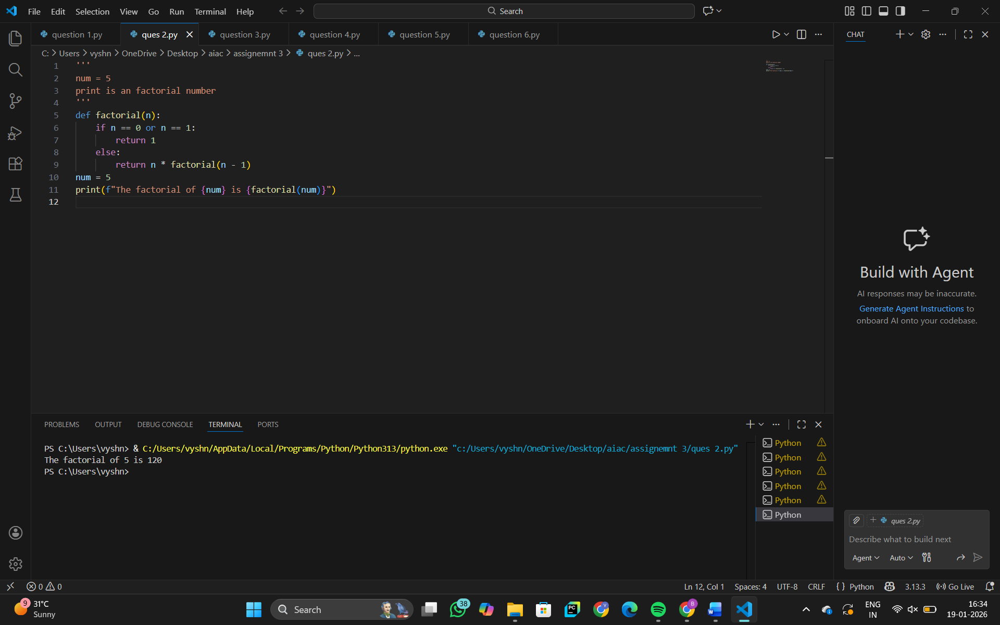 File Edit Selection View Go Run Terminal Help
Search
question 1.py
ques 2.py
question 3.py
question 4.py
question 5.py
question 6.py
CHAT
C: > Users > vyshn > OneDrive > Desktop > aiac > assignemnt 3 > ques 2.py > ...
1 '''
2 num = 5
3 print is an factorial number
4 '''
5 def factorial(n):
6     if n == 0 or n == 1:
7         return 1
8     else:
9         return n * factorial(n - 1)
10 num = 5
11 print(f"The factorial of {num} is {factorial(num)}")
12
Build with Agent
AI responses may be inaccurate.
Generate Agent Instructions to
onboard AI onto your codebase.
PROBLEMS OUTPUT DEBUG CONSOLE TERMINAL PORTS
PS C:\Users\vyshn> & C:/Users/vyshn/AppData/Local/Programs/Python/Python313/python.exe "c:/Users/vyshn/OneDrive/Desktop/aiac/assignemnt 3/ques 2.py"
The factorial of 5 is 120
PS C:\Users\vyshn>
Python
Python
Python
Python
Python
Python
ques 2.py
Describe what to build next
Agent Auto
0 0
Ln 12, Col 1 Spaces: 4 UTF-8 CRLF { } Python 3.13.3 Go Live
9
31°C
Sunny
Search
38
PC
V
B
W
ENG
IN
16:34
19-01-2026